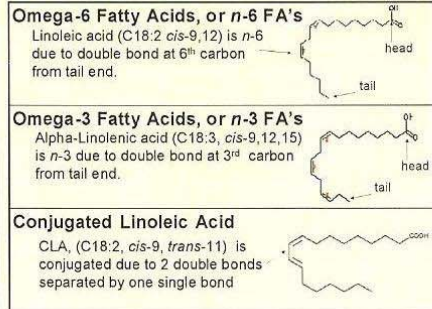 Omega-6 Fatty Acids, or n-6 FA's
Linoleic acid (C18:2 cis-9,12) is n-6
due to double bond at 6th carbon
from tail end.
OH
O
head
tail
Omega-3 Fatty Acids, or n-3 FA's
Alpha-Linolenic acid (C18:3, cis-9,12,15)
is n-3 due to double bond at 3rd carbon
from tail end.
OH
O
head
tail
Conjugated Linoleic Acid
CLA, (C18:2, cis-9, trans-11) is
conjugated due to 2 double bonds
separated by one single bond
COOH